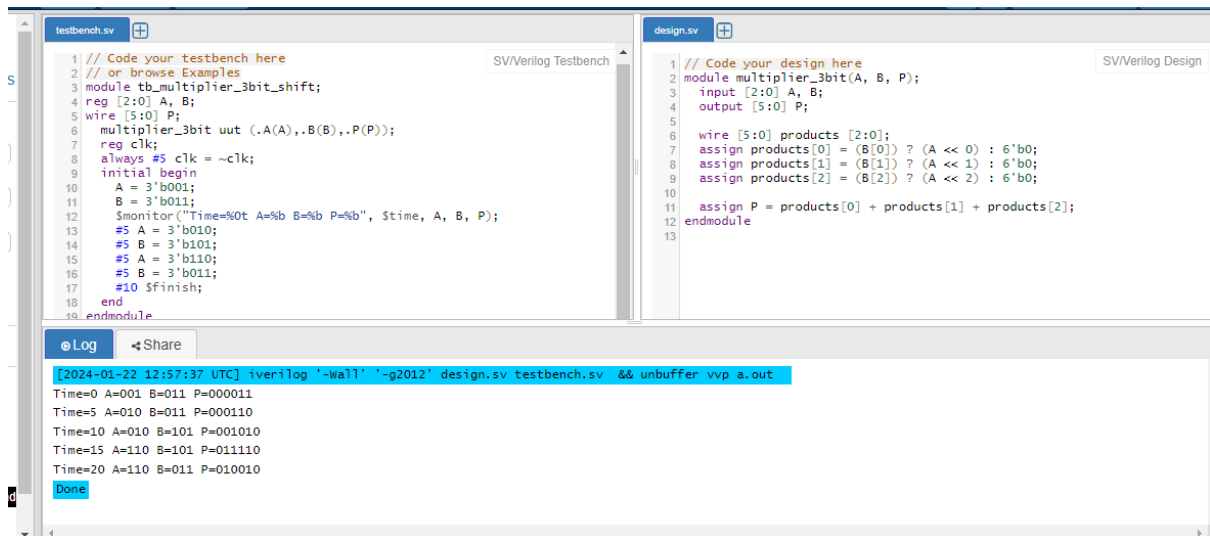 testbench.sv
SV/Verilog Testbench
1 // Code your testbench here
2 // or browse Examples
3 module tb_multiplier_3bit_shift;
4 reg [2:0] A, B;
5 wire [5:0] P;
6 multiplier_3bit uut (.A(A),.B(B),.P(P));
7 reg clk;
8 always #5 clk = ~clk;
9 initial begin
10 A = 3'b001;
11 B = 3'b011;
12 $monitor("Time=%0t A=%b B=%b P=%b", $time, A, B, P);
13 #5 A = 3'b010;
14 #5 B = 3'b101;
15 #5 A = 3'b110;
16 #5 B = 3'b011;
17 #10 $finish;
18 end
19 endmodule
design.sv
SV/Verilog Design
1 // Code your design here
2 module multiplier_3bit(A, B, P);
3 input [2:0] A, B;
4 output [5:0] P;
5
6 wire [5:0] products [2:0];
7 assign products[0] = (B[0]) ? (A << 0) : 6'b0;
8 assign products[1] = (B[1]) ? (A << 1) : 6'b0;
9 assign products[2] = (B[2]) ? (A << 2) : 6'b0;
10
11 assign P = products[0] + products[1] + products[2];
12 endmodule
13
Log
Share
[2024-01-22 12:57:37 UTC] iverilog '-Wall' '-g2012' design.sv testbench.sv && unbuffer vvp a.out
Time=0 A=001 B=011 P=000011
Time=5 A=010 B=011 P=000110
Time=10 A=010 B=101 P=001010
Time=15 A=110 B=101 P=011110
Time=20 A=110 B=011 P=010010
Done